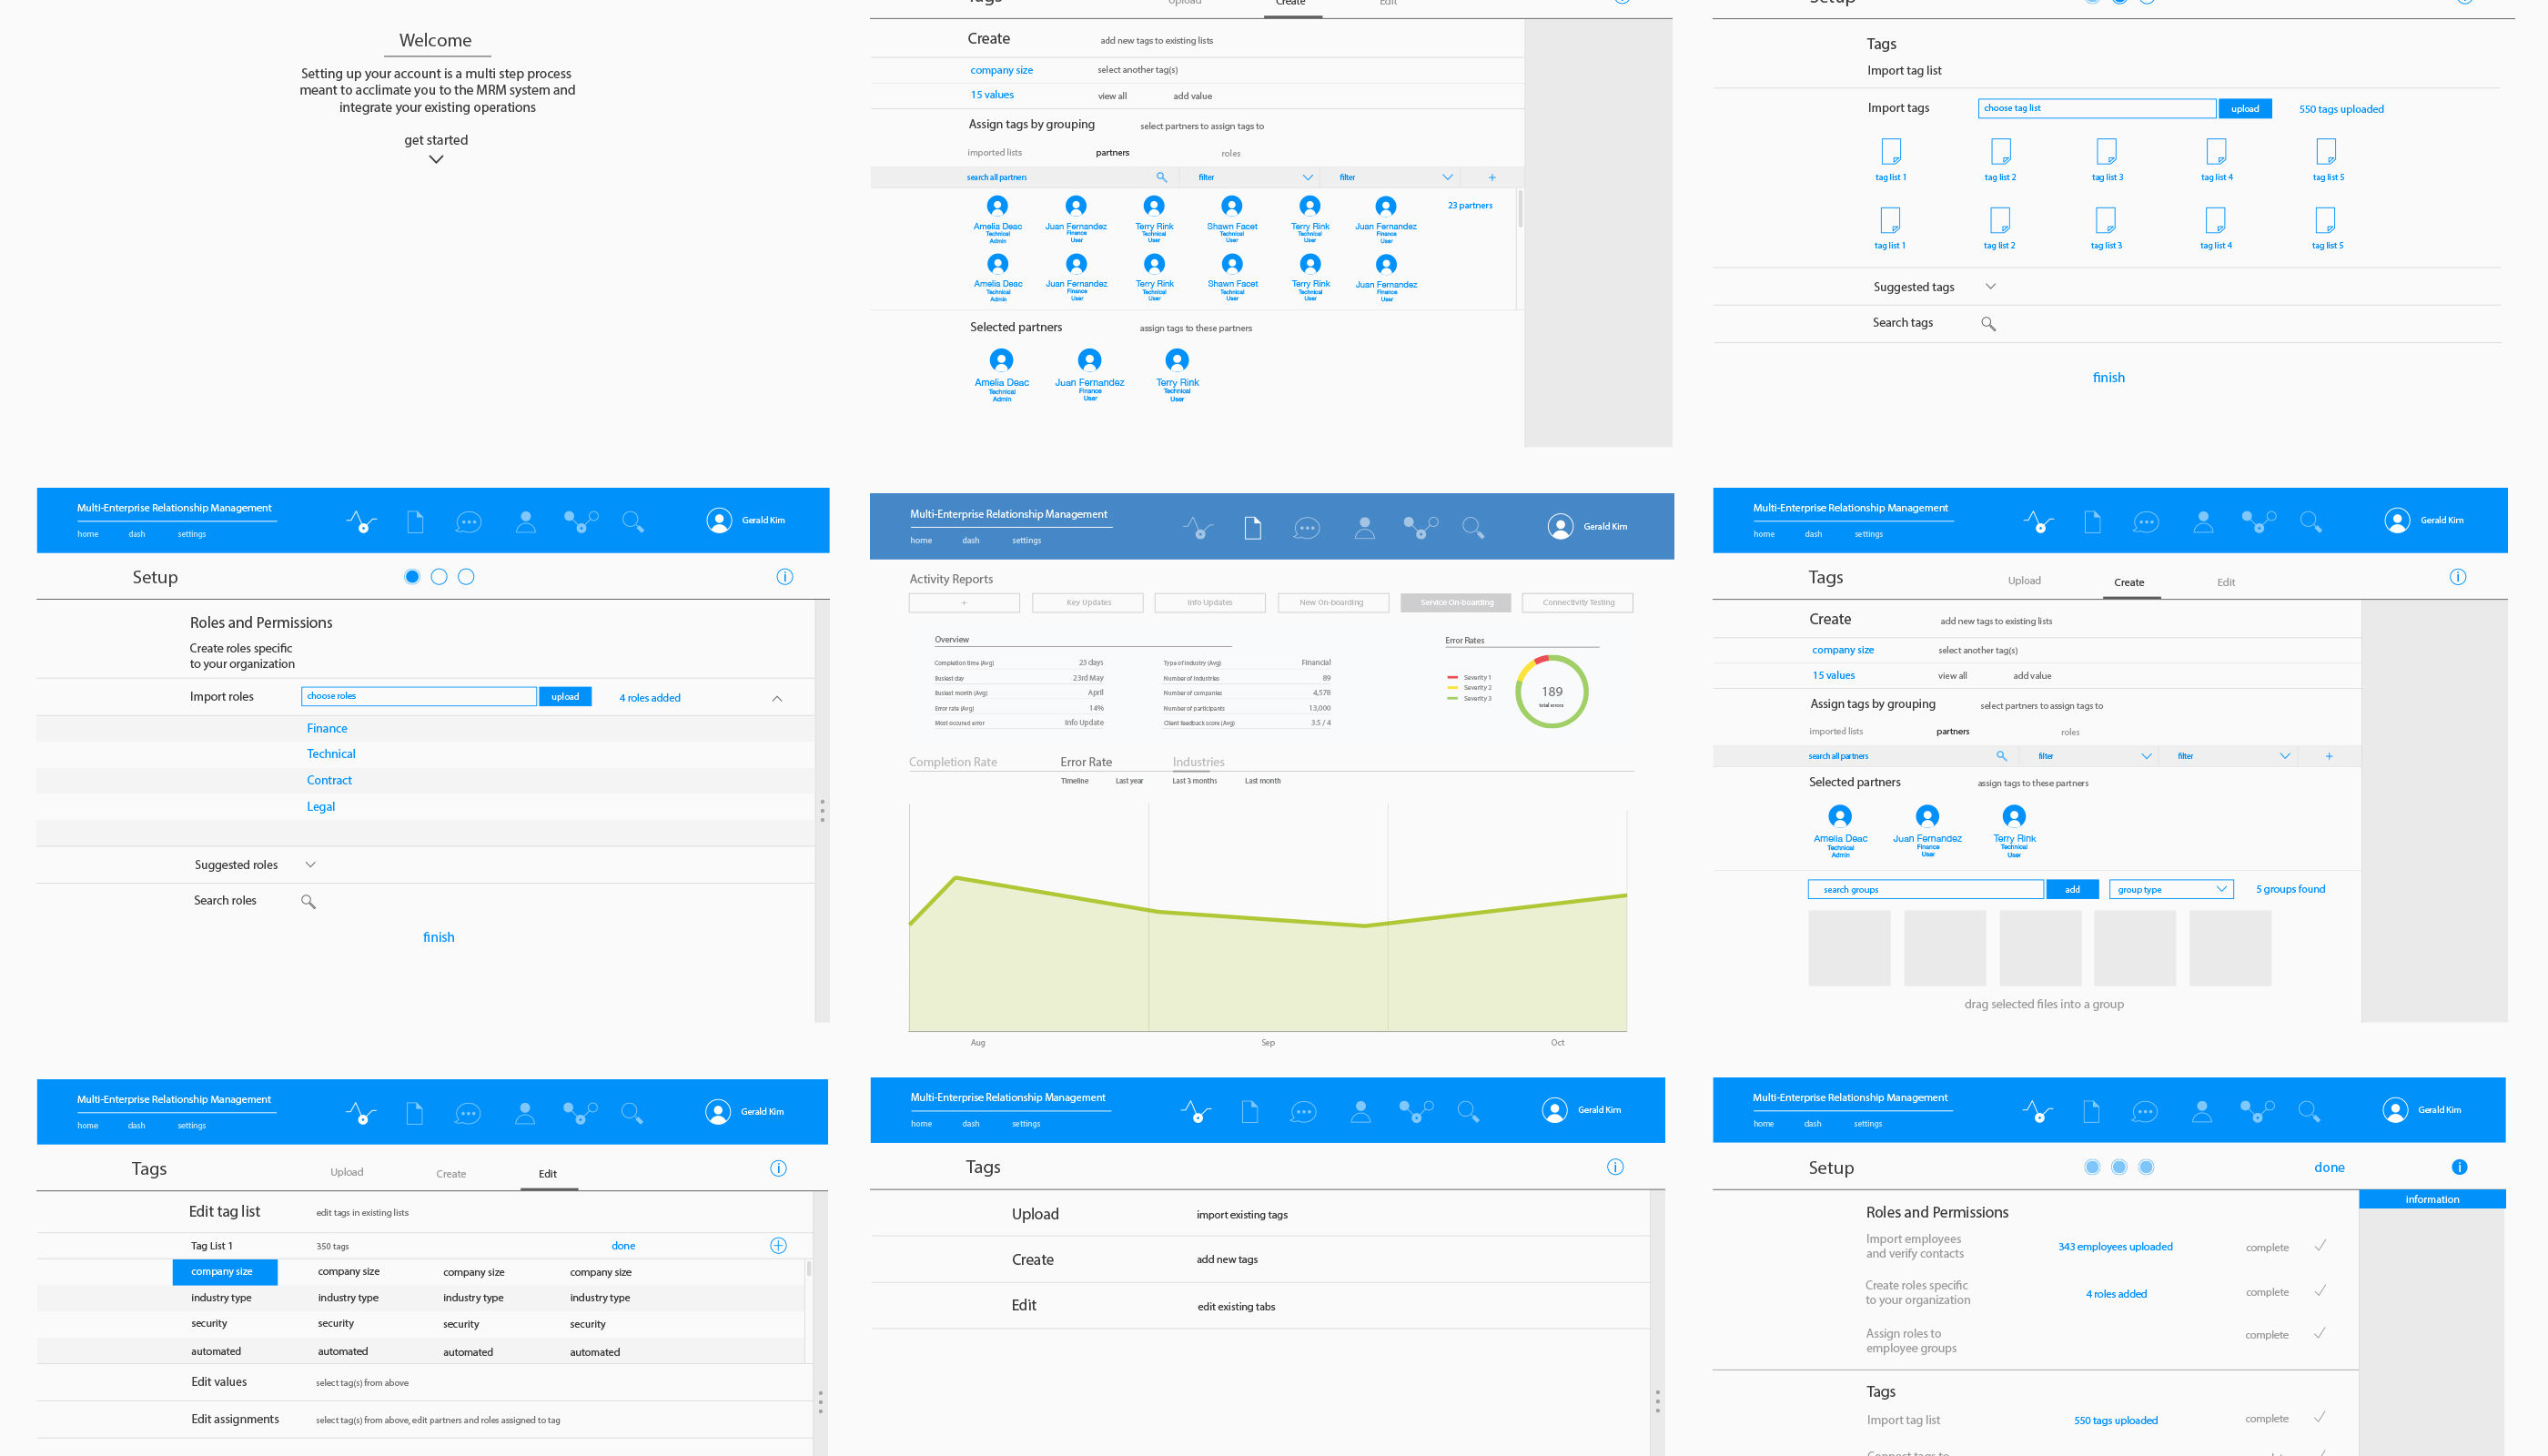 Welcome
Setting up your account is a multi step process
meant to acclimate you to the MRM system and
integrate your existing operations
get started
Tags Upload Create Edit
Create add new tags to existing lists
company size select another tag(s)
15 values view all add value
Assign tags by grouping select partners to assign tags to
imported lists partners roles
search all partners filter filter +
Amelia Deac Juan Fernandez Terry Rink Shawn Facet Terry Rink Juan Fernandez 23 partners
Technical Finance Technical Technical Technical Finance
Admin User User User User User
Amelia Deac Juan Fernandez Terry Rink Shawn Facet Terry Rink Juan Fernandez
Technical Finance Technical Technical Technical Finance
Admin User User User User User
Selected partners assign tags to these partners
Amelia Deac Juan Fernandez Terry Rink
Technical Finance Technical
Admin User User
Setup
Tags
Import tag list
Import tags choose tag list upload 550 tags uploaded
tag list 1 tag list 2 tag list 3 tag list 4 tag list 5
tag list 1 tag list 2 tag list 3 tag list 4 tag list 5
Suggested tags
Search tags
finish
Multi-Enterprise Relationship Management
home dash settings
Gerald Kim
Setup
Roles and Permissions
Create roles specific
to your organization
Import roles choose roles upload 4 roles added
Finance
Technical
Contract
Legal
Suggested roles
Search roles
finish
Multi-Enterprise Relationship Management
home dash settings
Gerald Kim
Activity Reports
+ Key Updates Info Updates New On-boarding Service On-boarding Connectivity Testing
Overview
Completion time (Avg) 23 days
Busiest day 23rd May
Busiest month (Avg) April
Error rate (Avg) 14%
Most occured error Info Update
Type of industry (Avg) Financial
Number of Industries 89
Number of companies 4,578
Number of participants 13,000
Client feedback score (Avg) 3.5 / 4
Error Rates
Severity 1
Severity 2
Severity 3
189
total errors
Completion Rate Error Rate Industries
Timeline Last year Last 3 months Last month
Aug Sep Oct
Multi-Enterprise Relationship Management
home dash settings
Gerald Kim
Tags Upload Create Edit
Create add new tags to existing lists
company size select another tag(s)
15 values view all add value
Assign tags by grouping select partners to assign tags to
imported lists partners roles
search all partners filter filter +
Selected partners assign tags to these partners
Amelia Deac Juan Fernandez Terry Rink
Technical Finance Technical
Admin User User
search groups add group type 5 groups found
drag selected files into a group
Multi-Enterprise Relationship Management
home dash settings
Gerald Kim
Tags Upload Create Edit
Edit tag list edit tags in existing lists
Tag List 1 350 tags done
company size company size company size company size
industry type industry type industry type industry type
security security security security
automated automated automated automated
Edit values select tag(s) from above
Edit assignments select tag(s) from above, edit partners and roles assigned to tag
Multi-Enterprise Relationship Management
home dash settings
Gerald Kim
Tags
Upload import existing tags
Create add new tags
Edit edit existing tabs
Multi-Enterprise Relationship Management
home dash settings
Gerald Kim
Setup done
information
Roles and Permissions
Import employees
and verify contacts
343 employees uploaded complete
Create roles specific
to your organization
4 roles added complete
Assign roles to
employee groups
complete
Tags
Import tag list 550 tags uploaded complete
Connect tags to